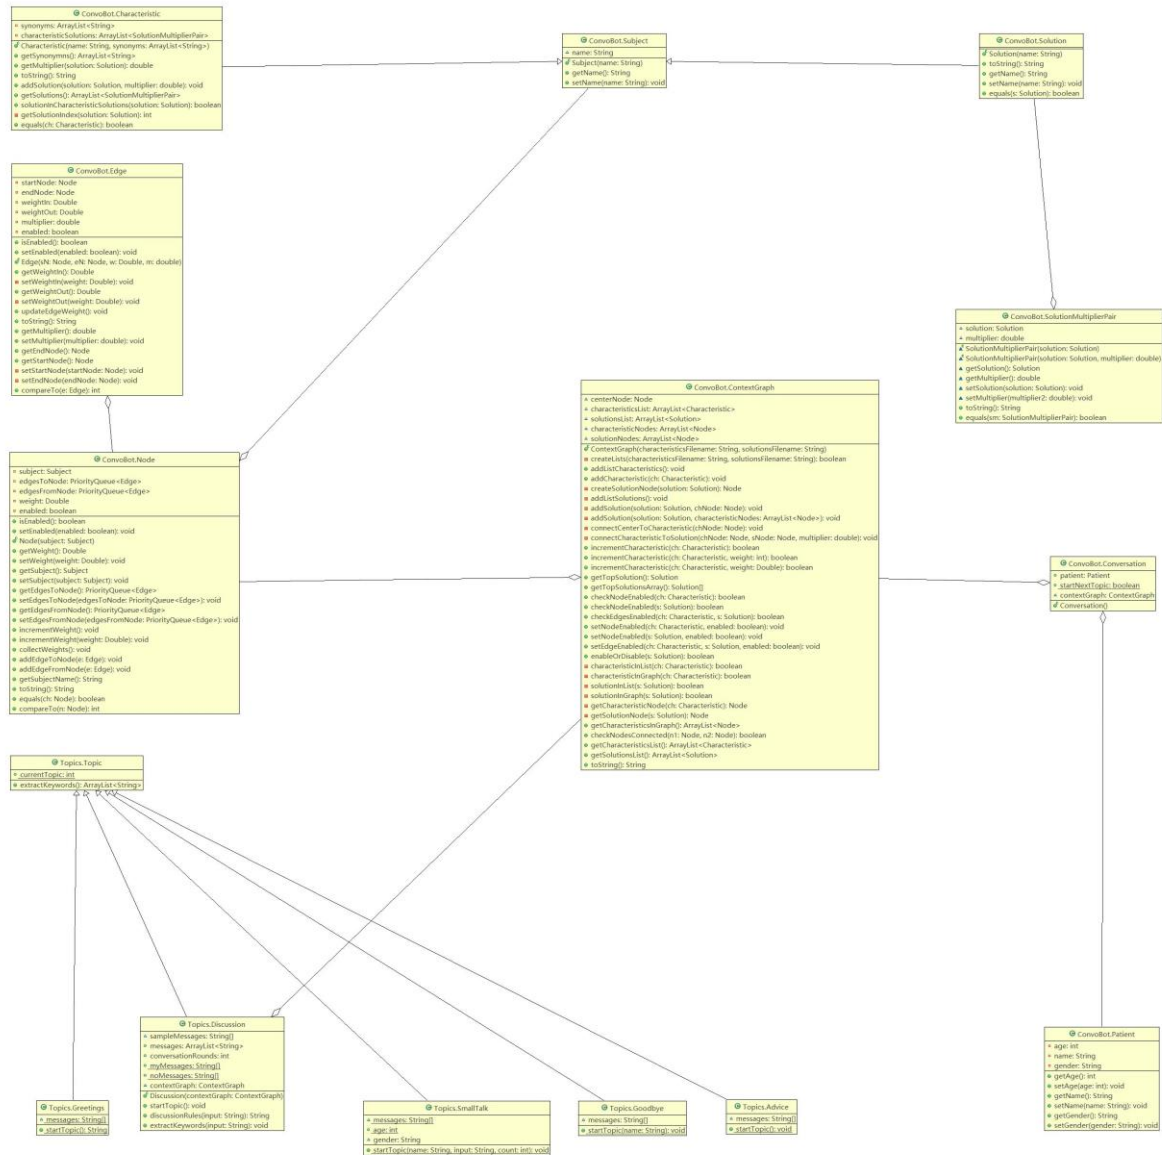 ConvoBot.Characteristic
synonyms: ArrayList<String>
characteristicSolutions: ArrayList<SolutionMultiplierPair>
Characteristic(name: String, synonyms: ArrayList<String>)
getSynonymns(): ArrayList<String>
getMultiplier(solution: Solution): double
toString(): String
addSolution(solution: Solution, multiplier: double): void
getSolutions(): ArrayList<SolutionMultiplierPair>
solutionInCharacteristicSolutions(solution: Solution): boolean
getSolutionIndex(solution: Solution): int
equals(ch: Characteristic): boolean
ConvoBot.Subject
name: String
Subject(name: String)
getName(): String
setName(name: String): void
ConvoBot.Solution
Solution(name: String)
toString(): String
getName(): String
setName(name: String): void
equals(s: Solution): boolean
ConvoBot.Edge
startNode: Node
endNode: Node
weightIn: Double
weightOut: Double
multiplier: double
enabled: boolean
isEnabled(): boolean
setEnabled(enabled: boolean): void
Edge(sN: Node, eN: Node, w: Double, m: double)
getWeightIn(): Double
setWeightIn(weight: Double): void
getWeightOut(): Double
setWeightOut(weight: Double): void
updateEdgeWeight(): void
toString(): String
getMultiplier(): double
setMultiplier(multiplier: double): void
getEndNode(): Node
getStartNode(): Node
setStartNode(startNode: Node): void
setEndNode(endNode: Node): void
compareTo(e: Edge): int
ConvoBot.SolutionMultiplierPair
solution: Solution
multiplier: double
SolutionMultiplierPair(solution: Solution)
SolutionMultiplierPair(solution: Solution, multiplier: double)
getSolution(): Solution
getMultiplier(): double
setSolution(solution: Solution): void
setMultiplier(multiplier2: double): void
toString(): String
equals(sm: SolutionMultiplierPair): boolean
ConvoBot.ContextGraph
centerNode: Node
characteristicsList: ArrayList<Characteristic>
solutionsList: ArrayList<Solution>
characteristicNodes: ArrayList<Node>
solutionNodes: ArrayList<Node>
ContextGraph(characteristicsFilename: String, solutionsFilename: String)
createLists(characteristicsFilename: String, solutionsFilename: String): boolean
addListCharacteristics(): void
addCharacteristic(ch: Characteristic): void
createSolutionNode(solution: Solution): Node
addListSolutions(): void
addSolution(solution: Solution, chNode: Node): void
addSolution(solution: Solution, characteristicNodes: ArrayList<Node>): void
connectCenterToCharacteristic(chNode: Node): void
connectCharacteristicToSolution(chNode: Node, sNode: Node, multiplier: double): void
incrementCharacteristic(ch: Characteristic): boolean
incrementCharacteristic(ch: Characteristic, weight: int): boolean
incrementCharacteristic(ch: Characteristic, weight: Double): boolean
getTopSolution(): Solution
getTopSolutionsArray(): Solution[]
checkNodeEnabled(ch: Characteristic): boolean
checkNodeEnabled(s: Solution): boolean
checkEdgesEnabled(ch: Characteristic, s: Solution): boolean
setNodeEnabled(ch: Characteristic, enabled: boolean): void
setNodeEnabled(s: Solution, enabled: boolean): void
setEdgeEnabled(ch: Characteristic, s: Solution, enabled: boolean): void
enableOrDisable(s: Solution): boolean
characteristicInList(ch: Characteristic): boolean
characteristicInGraph(ch: Characteristic): boolean
solutionInList(s: Solution): boolean
solutionInGraph(s: Solution): boolean
getCharacteristicNode(ch: Characteristic): Node
getSolutionNode(s: Solution): Node
getCharacteristicsInGraph(): ArrayList<Node>
checkNodesConnected(n1: Node, n2: Node): boolean
getCharacteristicsList(): ArrayList<Characteristic>
getSolutionsList(): ArrayList<Solution>
toString(): String
ConvoBot.Node
subject: Subject
edgesToNode: PriorityQueue<Edge>
edgesFromNode: PriorityQueue<Edge>
weight: Double
enabled: boolean
isEnabled(): boolean
setEnabled(enabled: boolean): void
Node(subject: Subject)
getWeight(): Double
setWeight(weight: Double): void
getSubject(): Subject
setSubject(subject: Subject): void
getEdgesToNode(): PriorityQueue<Edge>
setEdgesToNode(edgesToNode: PriorityQueue<Edge>): void
getEdgesFromNode(): PriorityQueue<Edge>
setEdgesFromNode(edgesFromNode: PriorityQueue<Edge>): void
incrementWeight(): void
incrementWeight(weight: Double): void
collectWeights(): void
addEdgeToNode(e: Edge): void
addEdgeFromNode(e: Edge): void
getSubjectName(): String
toString(): String
equals(ch: Node): boolean
compareTo(n: Node): int
ConvoBot.Conversation
patient: Patient
startNextTopic: boolean
contextGraph: ContextGraph
Conversation()
Topics.Topic
currentTopic: int
extractKeywords(): ArrayList<String>
Topics.Discussion
sampleMessages: String[]
messages: ArrayList<String>
conversationRounds: int
myMessages: String[]
noMessages: String[]
contextGraph: ContextGraph
Discussion(contextGraph: ContextGraph)
startTopic(): void
discussionRules(input: String): String
extractKeywords(input: String): void
ConvoBot.Patient
age: int
name: String
gender: String
getAge(): int
setAge(age: int): void
getName(): String
setName(name: String): void
getGender(): String
setGender(gender: String): void
Topics.Greetings
messages: String[]
startTopic(): String
Topics.SmallTalk
messages: String[]
age: int
gender: String
startTopic(name: String, input: String, count: int): void
Topics.Goodbye
messages: String[]
startTopic(name: String): void
Topics.Advice
messages: String[]
startTopic(): void